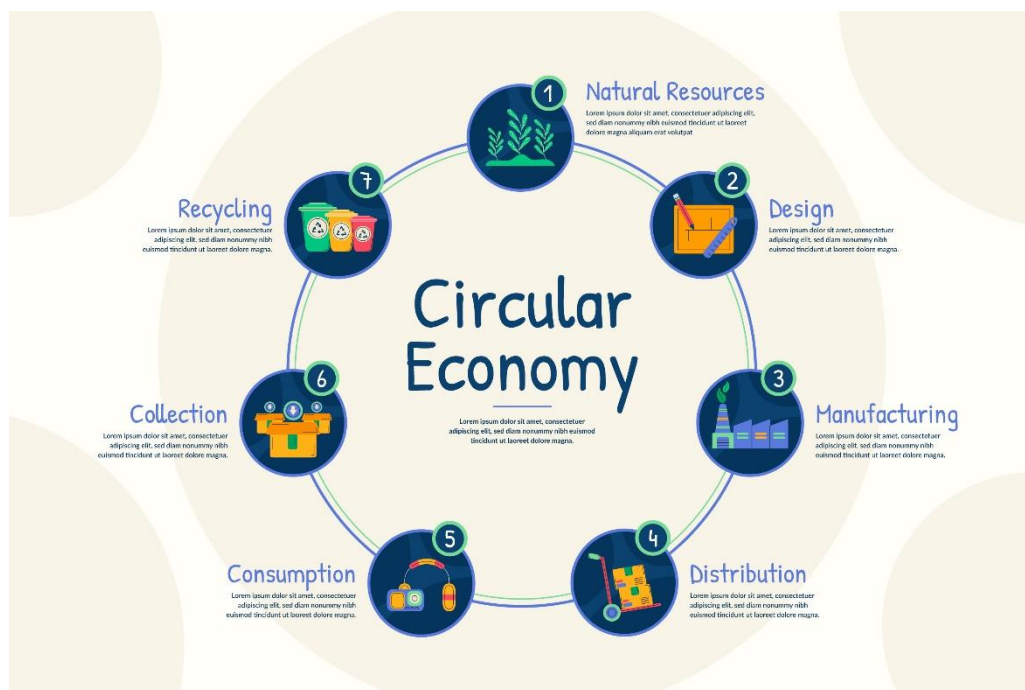 1
Natural Resources
Lorem ipsum dolor sit amet, consectetuer adipiscing elit,
sed diam nonummy nibh euismod tincidunt ut laoreet
dolore magna aliquam erat volutpat
2
Design
Lorem ipsum dolor sit amet, consectetuer
adipiscing elit, sed diam nonummy nibh
euismod tincidunt ut laoreet dolore magna.
3
Manufacturing
Lorem ipsum dolor sit amet, consectetuer
adipiscing elit, sed diam nonummy nibh
euismod tincidunt ut laoreet dolore magna.
4
Distribution
Lorem ipsum dolor sit amet, consectetuer
adipiscing elit, sed diam nonummy nibh
euismod tincidunt ut laoreet dolore magna.
5
Consumption
Lorem ipsum dolor sit amet, consectetuer
adipiscing elit, sed diam nonummy nibh
euismod tincidunt ut laoreet dolore magna.
6
Collection
Lorem ipsum dolor sit amet, consectetuer
adipiscing elit, sed diam nonummy nibh
euismod tincidunt ut laoreet dolore magna.
7
Recycling
Lorem ipsum dolor sit amet, consectetuer
adipiscing elit, sed diam nonummy nibh
euismod tincidunt ut laoreet dolore magna.
Circular
Economy
Lorem ipsum dolor sit amet, consectetuer
adipiscing elit, sed diam nonummy nibh euismod
tincidunt ut laoreet dolore magna.